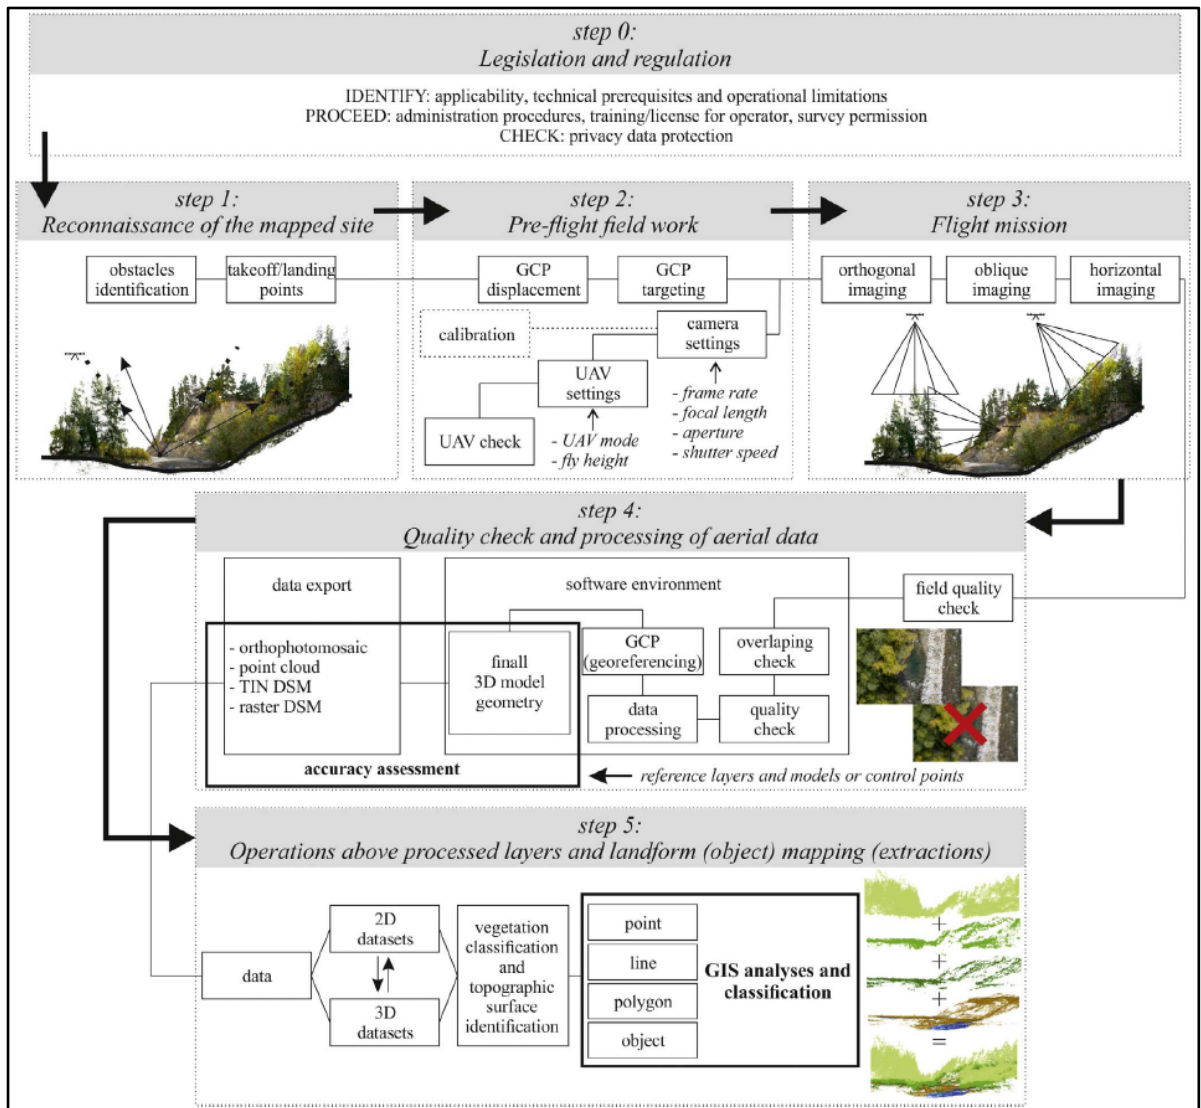 step 0:
Legislation and regulation
IDENTIFY: applicability, technical prerequisites and operational limitations
PROCEED: administration procedures, training/license for operator, survey permission
CHECK: privacy data protection
step 1:
Reconnaissance of the mapped site
obstacles
identification
takeoff/landing
points
step 2:
Pre-flight field work
GCP
displacement
GCP
targeting
calibration
camera
settings
UAV
settings
UAV check
- UAV mode
- fly height
- frame rate
- focal length
- aperture
- shutter speed
step 3:
Flight mission
orthogonal
imaging
oblique
imaging
horizontal
imaging
step 4:
Quality check and processing of aerial data
data export
- orthophotomosaic
- point cloud
- TIN DSM
- raster DSM
software environment
finall
3D model
geometry
GCP
(georeferencing)
data
processing
overlaping
check
quality
check
field quality
check
accuracy assessment
reference layers and models or control points
step 5:
Operations above processed layers and landform (object) mapping (extractions)
data
2D
datasets
3D
datasets
vegetation
classification
and
topographic
surface
identification
point
line
polygon
object
GIS analyses and
classification
+
+
+
=